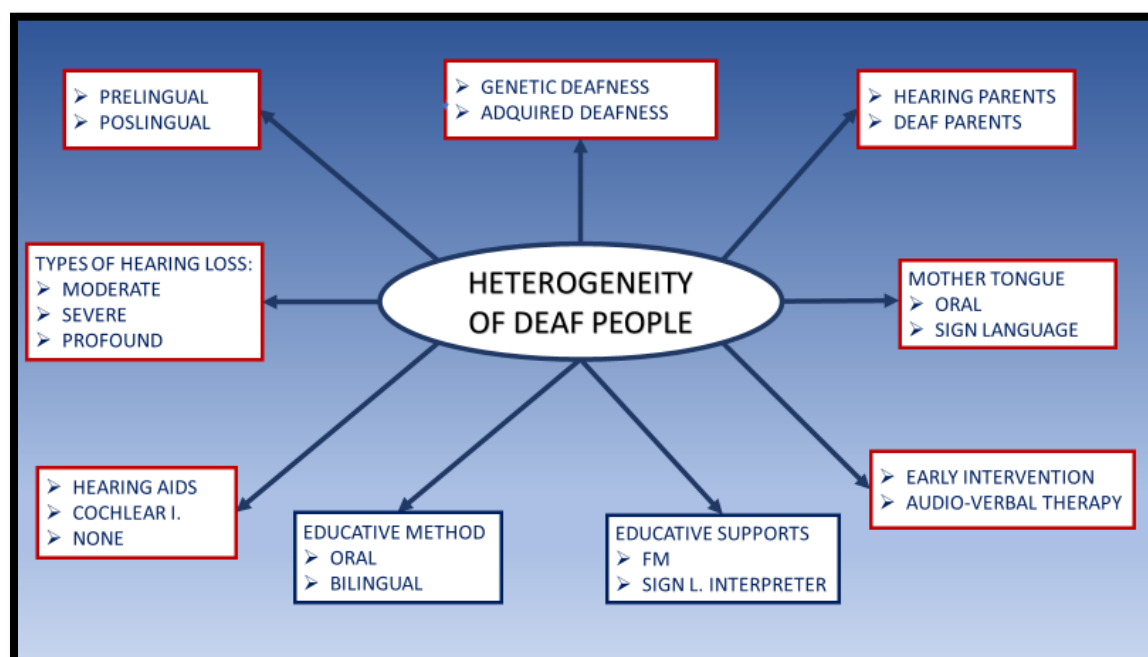 ➢ PRELINGUAL
➢ POSLINGUAL
➢ GENETIC DEAFNESS
➢ ADQUIRED DEAFNESS
➢ HEARING PARENTS
➢ DEAF PARENTS
TYPES OF HEARING LOSS:
➢ MODERATE
➢ SEVERE
➢ PROFOUND
HETEROGENEITY
OF DEAF PEOPLE
MOTHER TONGUE
➢ ORAL
➢ SIGN LANGUAGE
➢ HEARING AIDS
➢ COCHLEAR I.
➢ NONE
EDUCATIVE METHOD
➢ ORAL
➢ BILINGUAL
EDUCATIVE SUPPORTS
➢ FM
➢ SIGN L. INTERPRETER
➢ EARLY INTERVENTION
➢ AUDIO-VERBAL THERAPY